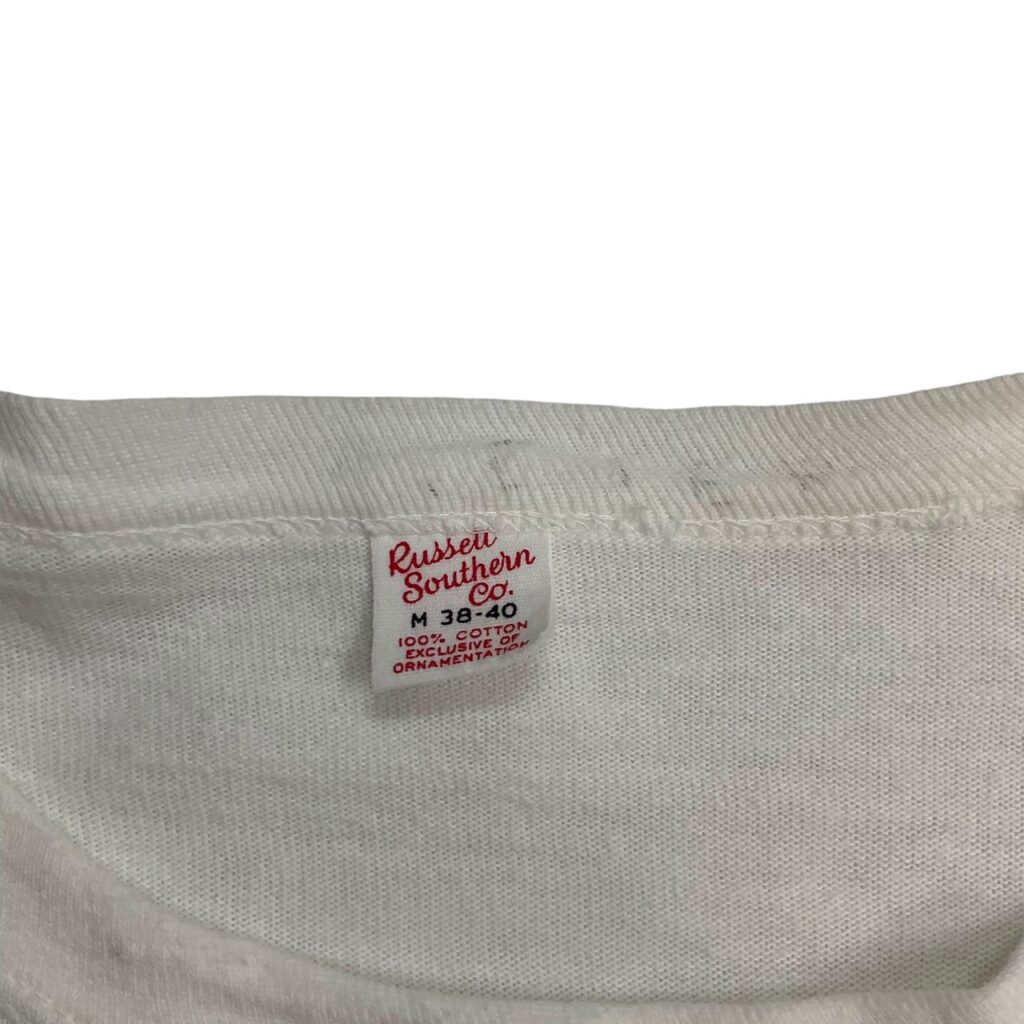 Russell
Southern
Co.
M 38-40
100% COTTON
EXCLUSIVE OF
ORNAMENTATION